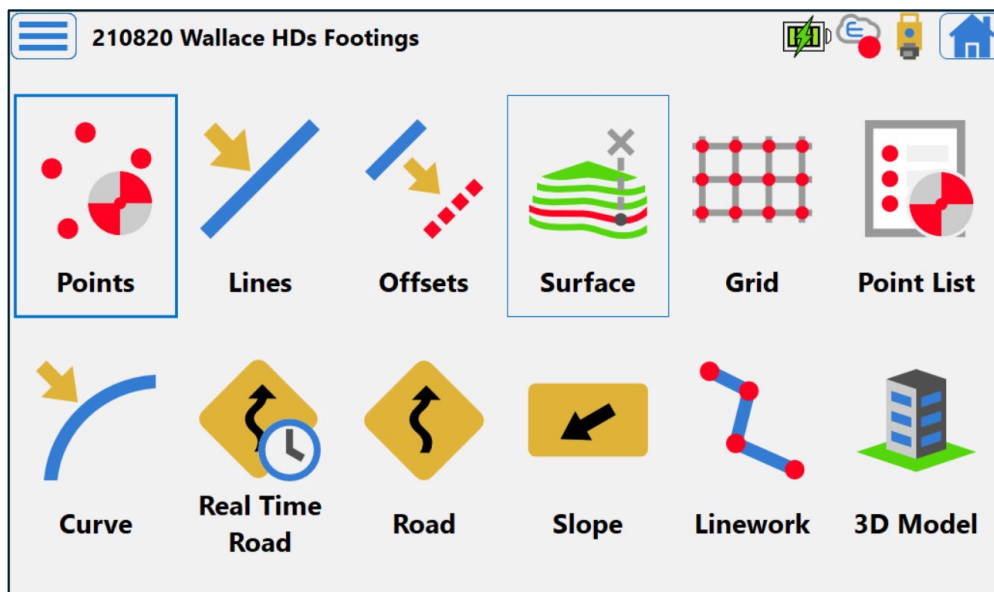 210820 Wallace HDs Footings
Points
Lines
Offsets
Surface
Grid
Point List
Curve
Real Time
Road
Road
Slope
Linework
3D Model